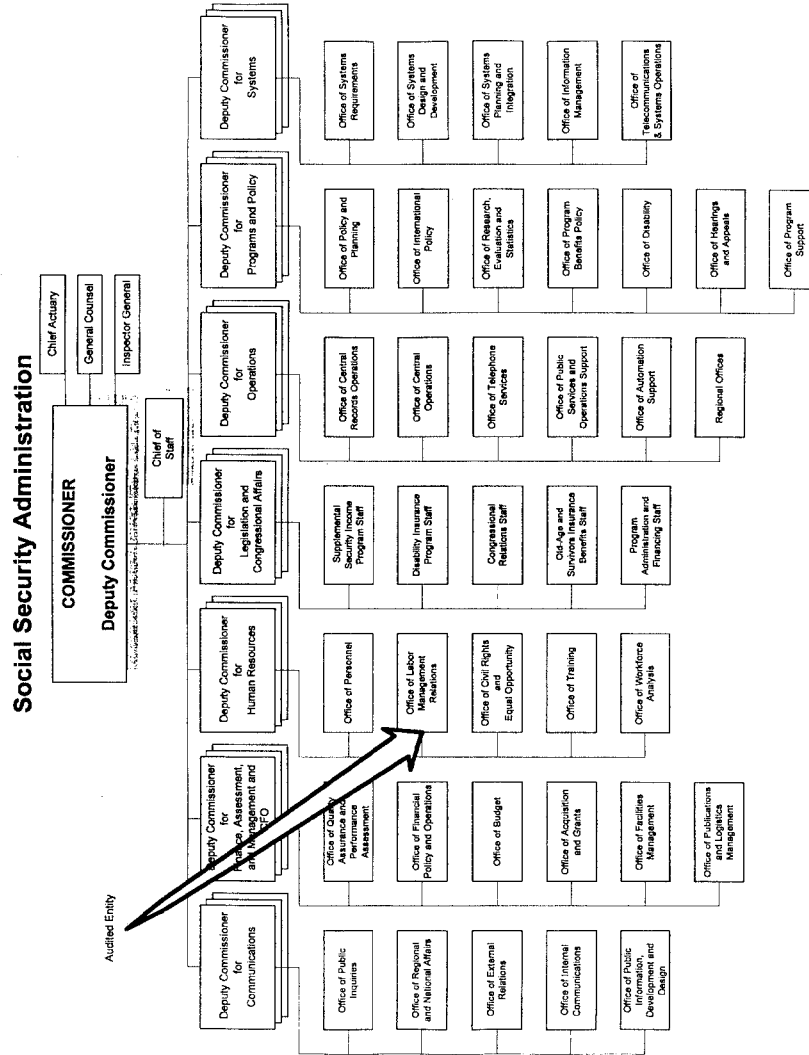 Social Security Administration
COMMISSIONER
Deputy Commissioner
Chief Actuary
General Counsel
Inspector General
Chief of
Staff
Audited Entity
Deputy Commissioner
for
Communications
Office of Public
Inquiries
Office of Regional
and National Affairs
Office of External
Relations
Office of Internal
Communications
Office of Public
Information,
Development and
Design
Deputy Commissioner
for
Finance, Assessment,
and Management and
CFO
Office of Quality
Assurance and
Performance
Assessment
Office of Financial
Policy and Operations
Office of Budget
Office of Acquisition
and Grants
Office of Facilities
Management
Office of Publications
and Logistics
Management
Deputy Commissioner
for
Human Resources
Office of Personnel
Office of Labor
Management
Relations
Office of Civil Rights
and
Equal Opportunity
Office of Training
Office of Workforce
Analysis
Deputy Commissioner
for
Legislation and
Congressional Affairs
Supplemental
Security Income
Program Staff
Disability Insurance
Program Staff
Congressional
Relations Staff
Old-Age and
Survivors Insurance
Benefits Staff
Program
Administration and
Financing Staff
Deputy Commissioner
for
Operations
Office of Central
Records Operations
Office of Central
Operations
Office of Telephone
Services
Office of Public
Services and
Operations Support
Office of Automation
Support
Regional Offices
Deputy Commissioner
for
Programs and Policy
Office of Policy and
Planning
Office of International
Policy
Office of Research,
Evaluation and
Statistics
Office of Program
Benefits Policy
Office of Disability
Office of Hearings
and Appeals
Office of Program
Support
Deputy Commissioner
for
Systems
Office of Systems
Requirements
Office of Systems
Design and
Development
Office of Systems
Planning and
Integration
Office of Information
Management
Office of
Telecommunications
& Systems Operations